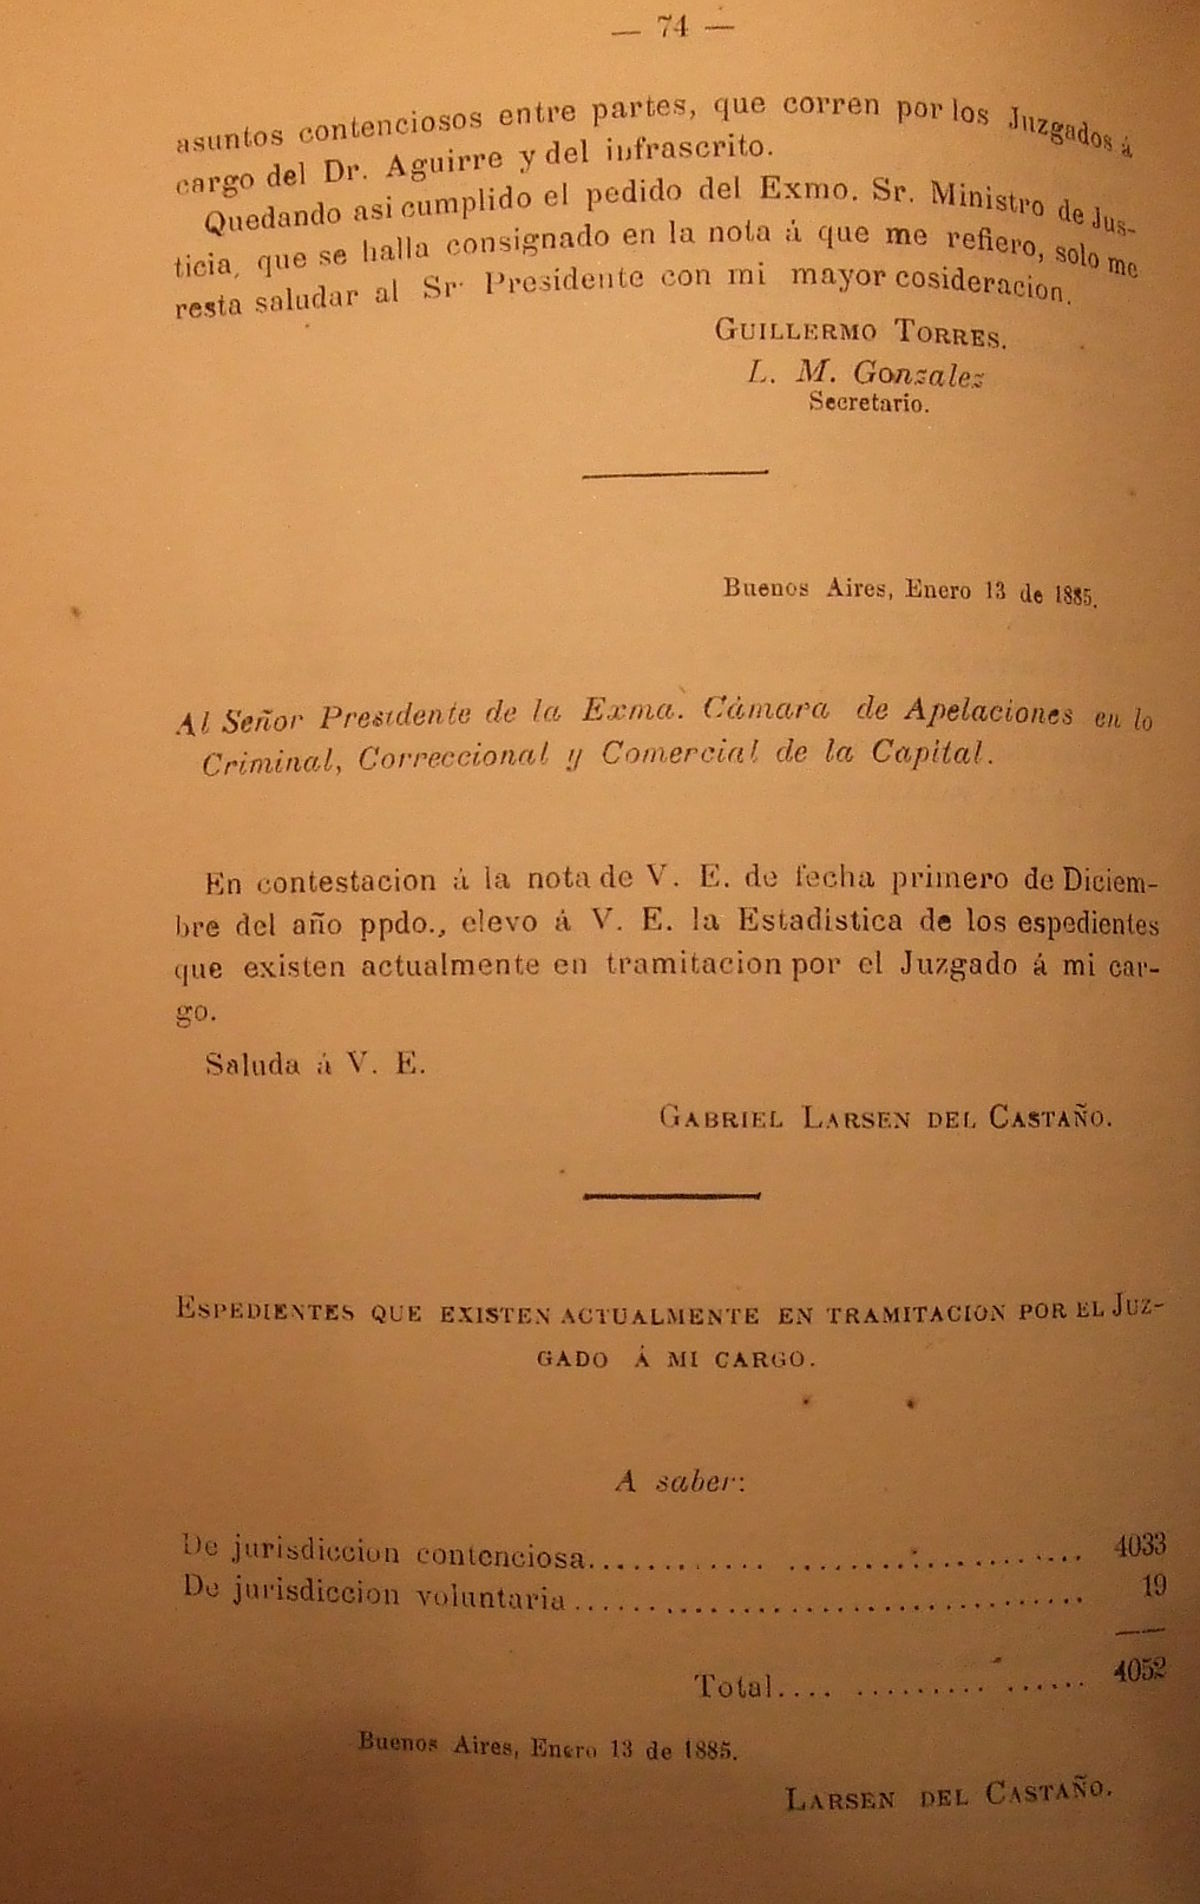 — 74 —
asuntos contenciosos entre partes, que corren por los Juzgados á
cargo del Dr. Aguirre y del infrascrito.
Quedando asi cumplido el pedido del Exmo. Sr. Ministro de Jus-
ticia, que se halla consignado en la nota á que me refiero, solo me
resta saludar al Sr. Presidente con mi mayor cosideracion.
GUILLERMO TORRES.
L. M. Gonzalez
Secretario.
Buenos Aires, Enero 13 de 1885.
Al Señor Presidente de la Exma. Cámara de Apelaciones en lo
Criminal, Correccional y Comercial de la Capital.
En contestacion á la nota de V. E. de fecha primero de Diciem-
bre del año ppdo., elevo á V. E. la Estadistica de los espedientes
que existen actualmente en tramitacion por el Juzgado á mi car-
go.
Saluda á V. E.
GABRIEL LARSEN DEL CASTAÑO.
ESPEDIENTES QUE EXISTEN ACTUALMENTE EN TRAMITACION POR EL JUZ-
GADO Á MI CARGO.
A saber:
De jurisdiccion contenciosa.................................... 4033
De jurisdiccion voluntaria..................................... 19
Total.... ......... ...... 4052
Buenos Aires, Enero 13 de 1885.
LARSEN DEL CASTAÑO.